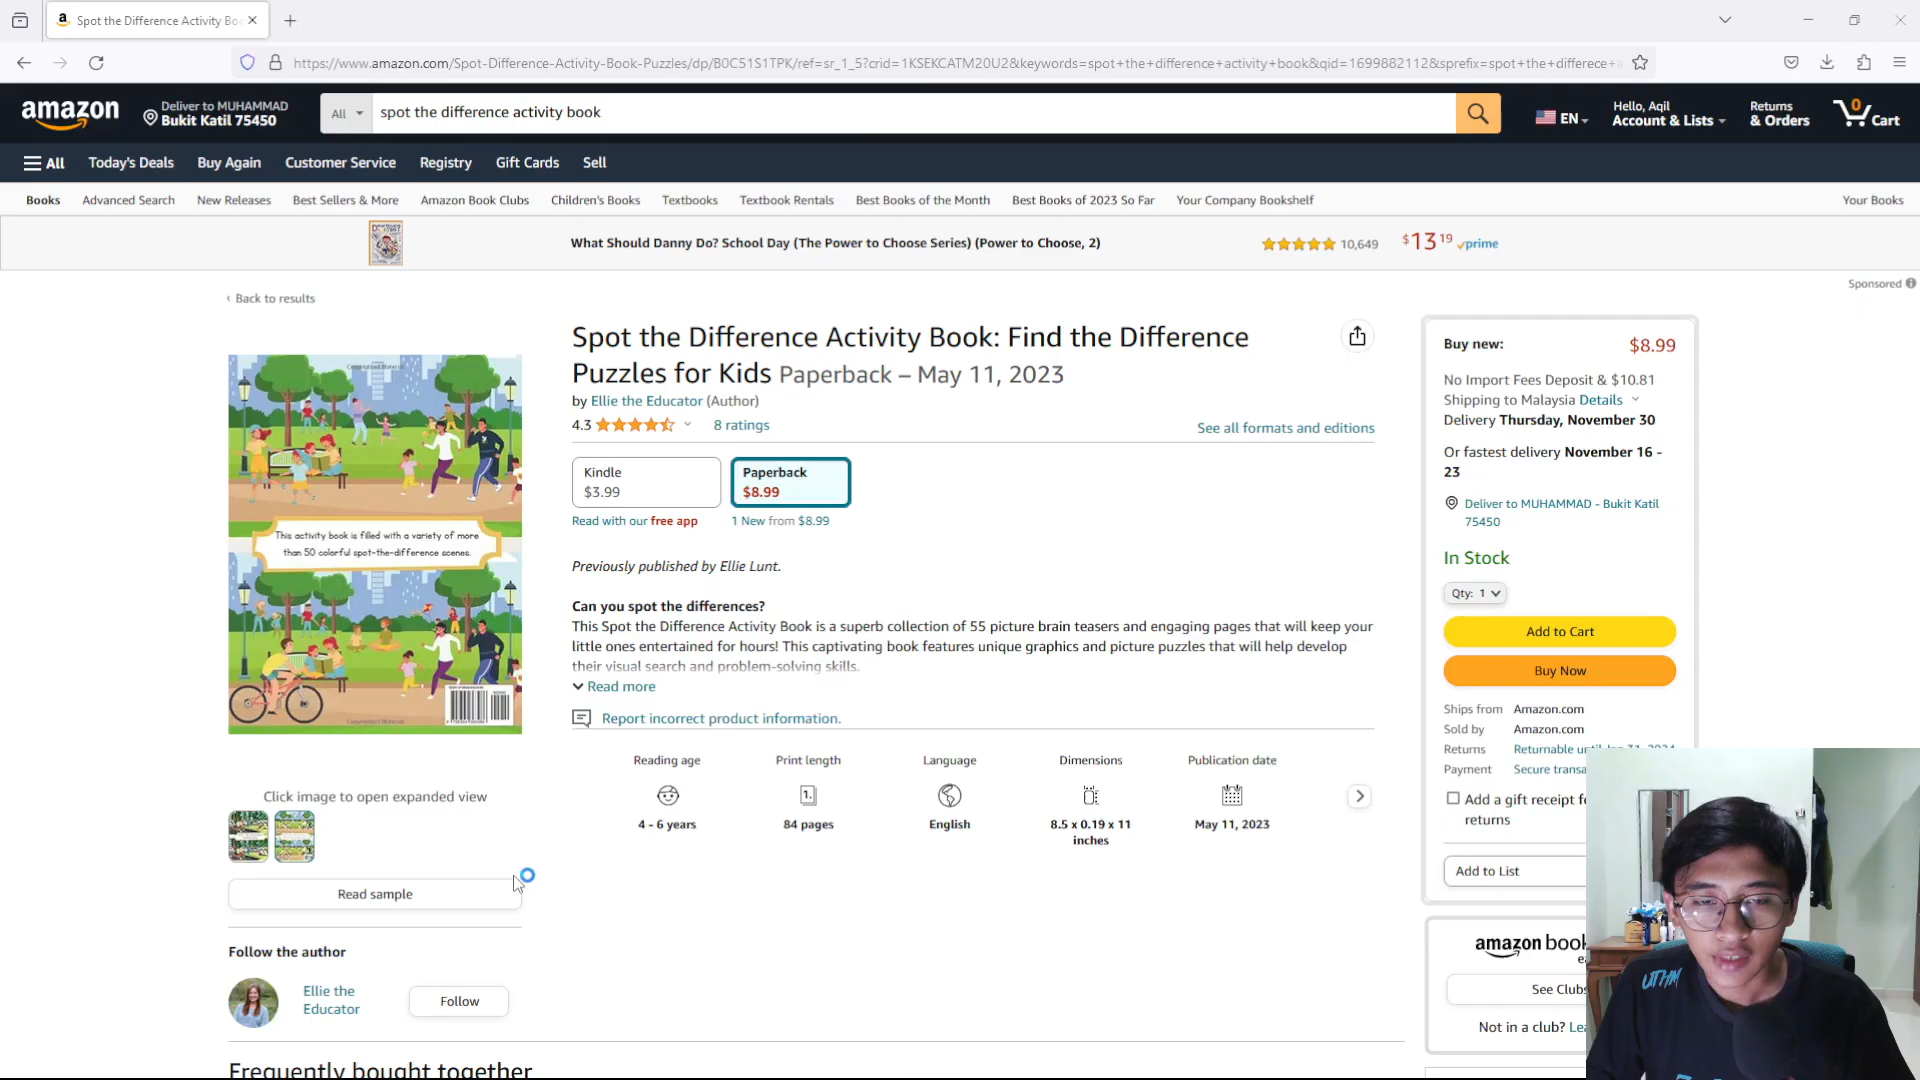 Spot the Difference Activity Boo
https://www.amazon.com/Spot-Difference-Activity-Book-Puzzles/dp/B0C51S1TPK/ref=sr_1_5?crid=1KSEKCATM20U2&keywords=spot+the+difference+activity+book&qid=1699882112&sprefix=spot+the+differece+a
amazon
Deliver to MUHAMMAD
Bukit Katil 75450
All
spot the difference activity book
EN
Hello, Aqil
Account & Lists
Returns
& Orders
0
Cart
All
Today's Deals
Buy Again
Customer Service
Registry
Gift Cards
Sell
Books
Advanced Search
New Releases
Best Sellers & More
Amazon Book Clubs
Children's Books
Textbooks
Textbook Rentals
Best Books of the Month
Best Books of 2023 So Far
Your Company Bookshelf
Your Books
What Should Danny Do? School Day (The Power to Choose Series) (Power to Choose, 2)
10,649
$13 19 prime
Sponsored
‹ Back to results
Spot the Difference Activity Book: Find the Difference
Puzzles for Kids Paperback – May 11, 2023
by Ellie the Educator (Author)
4.3
8 ratings
See all formats and editions
Kindle
$3.99
Paperback
$8.99
Read with our free app
1 New from $8.99
Previously published by Ellie Lunt.
Can you spot the differences?
This Spot the Difference Activity Book is a superb collection of 55 picture brain teasers and engaging pages that will keep your
little ones entertained for hours! This captivating book features unique graphics and picture puzzles that will help develop
their visual search and problem-solving skills.
Read more
Report incorrect product information.
Reading age
4 - 6 years
Print length
1.
84 pages
Language
English
Dimensions
8.5 x 0.19 x 11
inches
Publication date
May 11, 2023
This activity book is filled with a variety of more
than 50 colorful spot-the-difference scenes.
Click image to open expanded view
Read sample
Follow the author
Ellie the
Educator
Follow
Frequently bought together
Buy new:
$8.99
No Import Fees Deposit & $10.81
Shipping to Malaysia Details
Delivery Thursday, November 30
Or fastest delivery November 16 -
23
Deliver to MUHAMMAD - Bukit Katil
75450
In Stock
Qty: 1
Add to Cart
Buy Now
Ships from Amazon.com
Sold by Amazon.com
Returns Returnable until Jan 31, 2024
Payment Secure transa
Add a gift receipt f
returns
Add to List
amazon book
See Clubs
Not in a club? Lea
UTHM